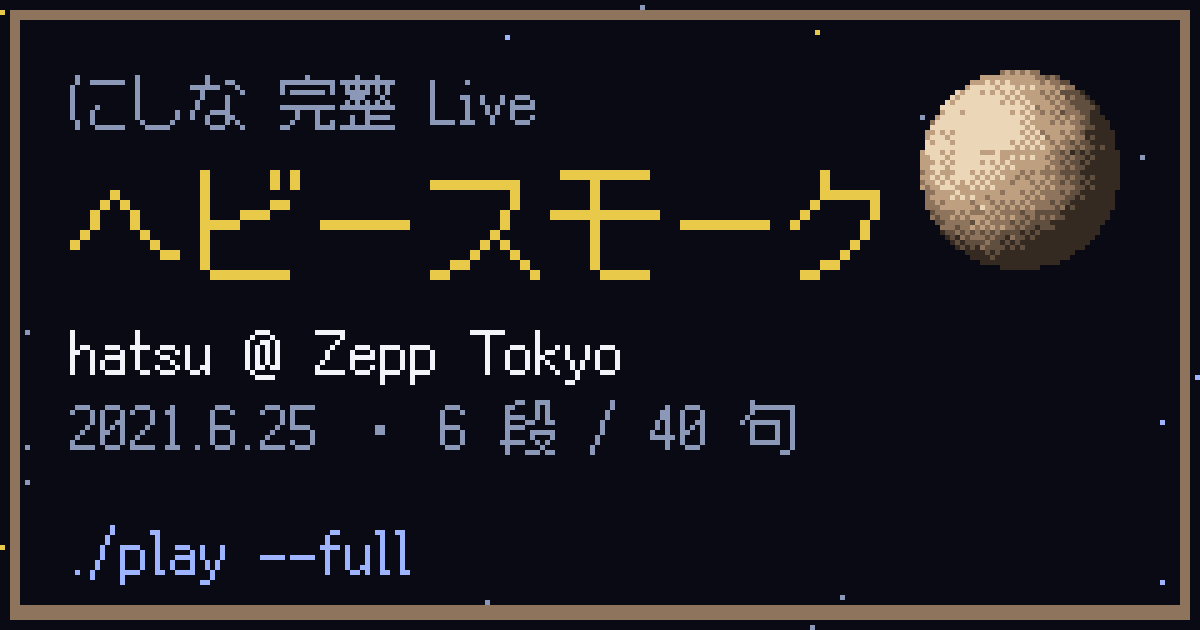 にしな 完整 Live
ヘビースモーク
hatsu @ Zepp Tokyo
2021.6.25 · 6 段 / 40 句
./play --full